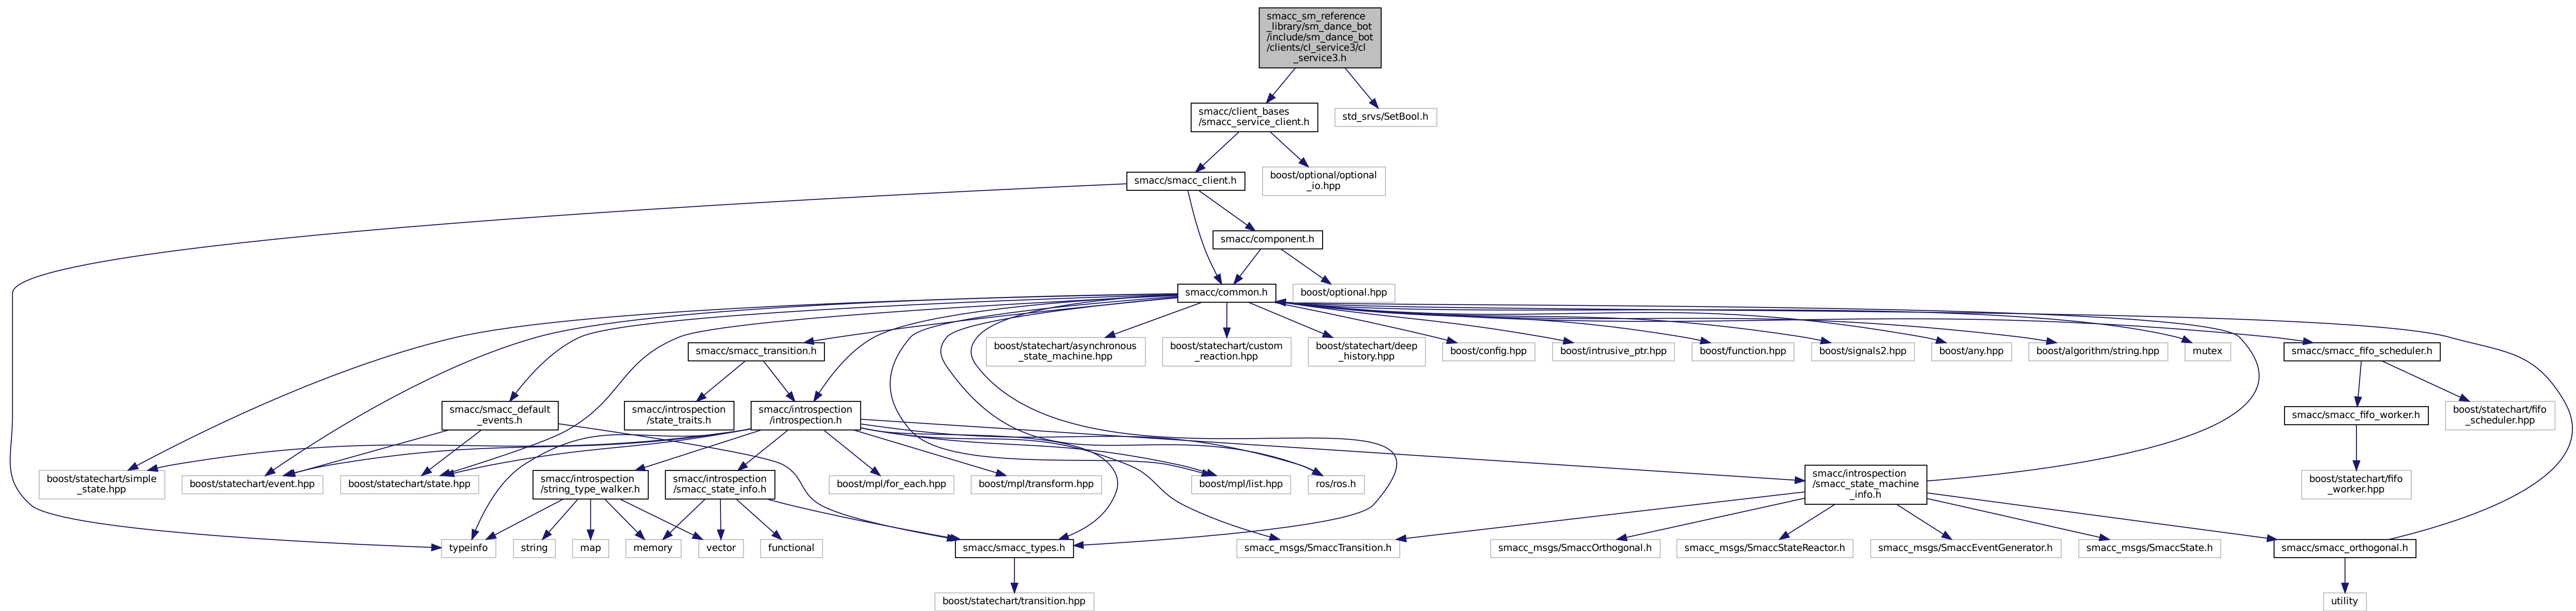 smacc_sm_reference
_library/sm_dance_bot
/include/sm_dance_bot
/clients/cl_service3/cl
_service3.h
smacc/client_bases
/smacc_service_client.h
std_srvs/SetBool.h
smacc/smacc_client.h
boost/optional/optional
_io.hpp
smacc/component.h
smacc/common.h
boost/optional.hpp
smacc/smacc_transition.h
boost/statechart/asynchronous
_state_machine.hpp
boost/statechart/custom
_reaction.hpp
boost/statechart/deep
_history.hpp
boost/config.hpp
boost/intrusive_ptr.hpp
boost/function.hpp
boost/signals2.hpp
boost/any.hpp
boost/algorithm/string.hpp
mutex
smacc/smacc_fifo_scheduler.h
smacc/smacc_default
_events.h
smacc/introspection
/state_traits.h
smacc/introspection
/introspection.h
smacc/smacc_fifo_worker.h
boost/statechart/fifo
_scheduler.hpp
boost/statechart/simple
_state.hpp
boost/statechart/event.hpp
boost/statechart/state.hpp
smacc/introspection
/string_type_walker.h
smacc/introspection
/smacc_state_info.h
boost/mpl/for_each.hpp
boost/mpl/transform.hpp
boost/mpl/list.hpp
ros/ros.h
smacc/introspection
/smacc_state_machine
_info.h
boost/statechart/fifo
_worker.hpp
typeinfo
string
map
memory
vector
functional
smacc/smacc_types.h
smacc_msgs/SmaccTransition.h
smacc_msgs/SmaccOrthogonal.h
smacc_msgs/SmaccStateReactor.h
smacc_msgs/SmaccEventGenerator.h
smacc_msgs/SmaccState.h
smacc/smacc_orthogonal.h
boost/statechart/transition.hpp
utility